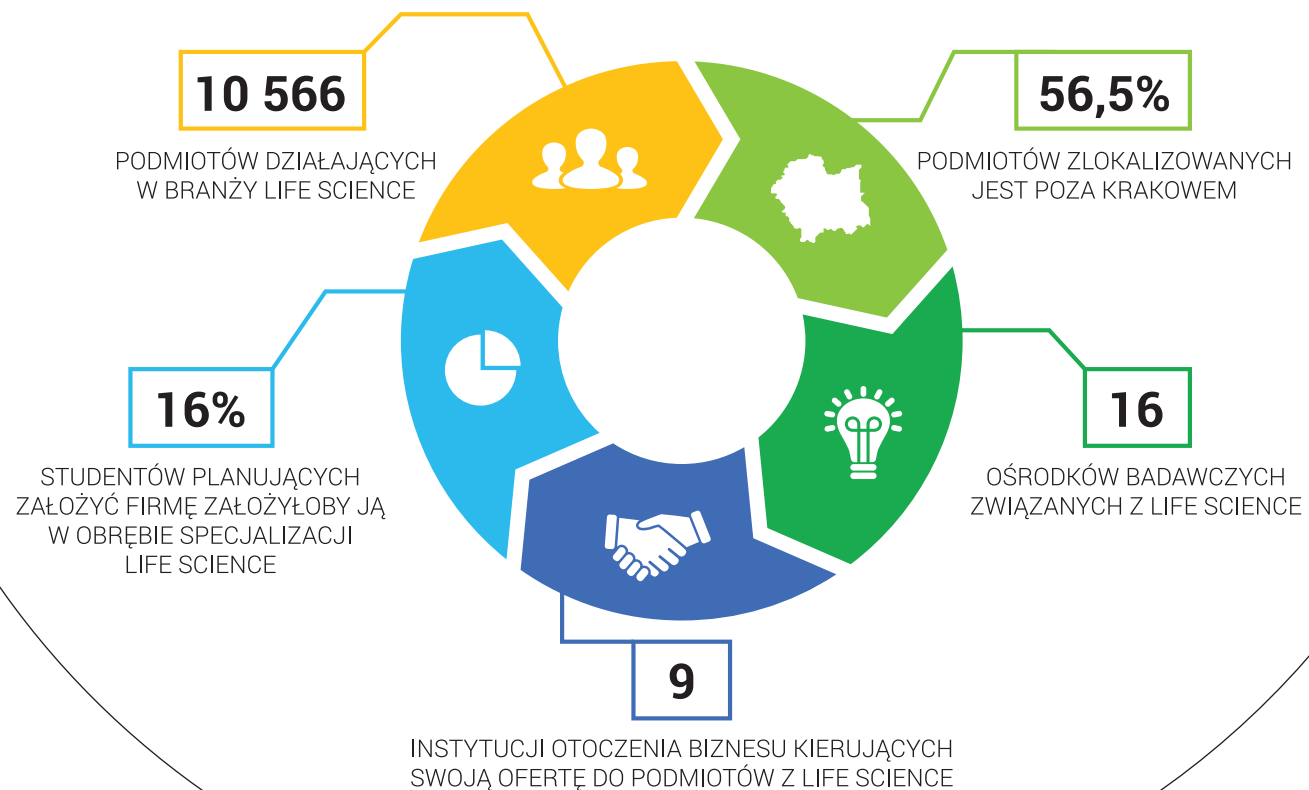 10 566
PODMIOTÓW DZIAŁAJĄCYCH
W BRANŻY LIFE SCIENCE
56,5%
PODMIOTÓW ZLOKALIZOWANYCH
JEST POZA KRAKOWEM
16%
STUDENTÓW PLANUJĄCYCH
ZAŁOŻYĆ FIRMĘ ZAŁOŻYŁOBY JĄ
W OBRĘBIE SPECJALIZACJI
LIFE SCIENCE
16
OŚRODKÓW BADAWCZYCH
ZWIĄZANYCH Z LIFE SCIENCE
9
INSTYTUCJI OTOCZENIA BIZNESU KIERUJĄCYCH
SWOJĄ OFERTĘ DO PODMIOTÓW Z LIFE SCIENCE